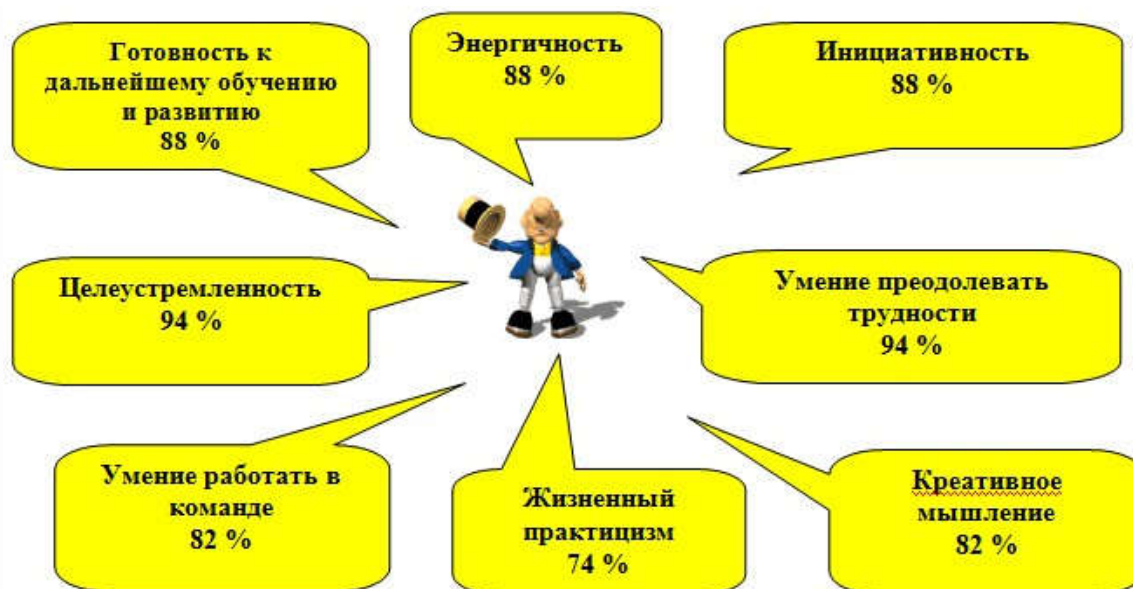 Готовность к
дальнейшему обучению
и развитию
88 %
Энергичность
88 %
Инициативность
88 %
Целеустремленность
94 %
Умение преодолевать
трудности
94 %
Умение работать в
команде
82 %
Жизненный
практицизм
74 %
Креативное
мышление
82 %